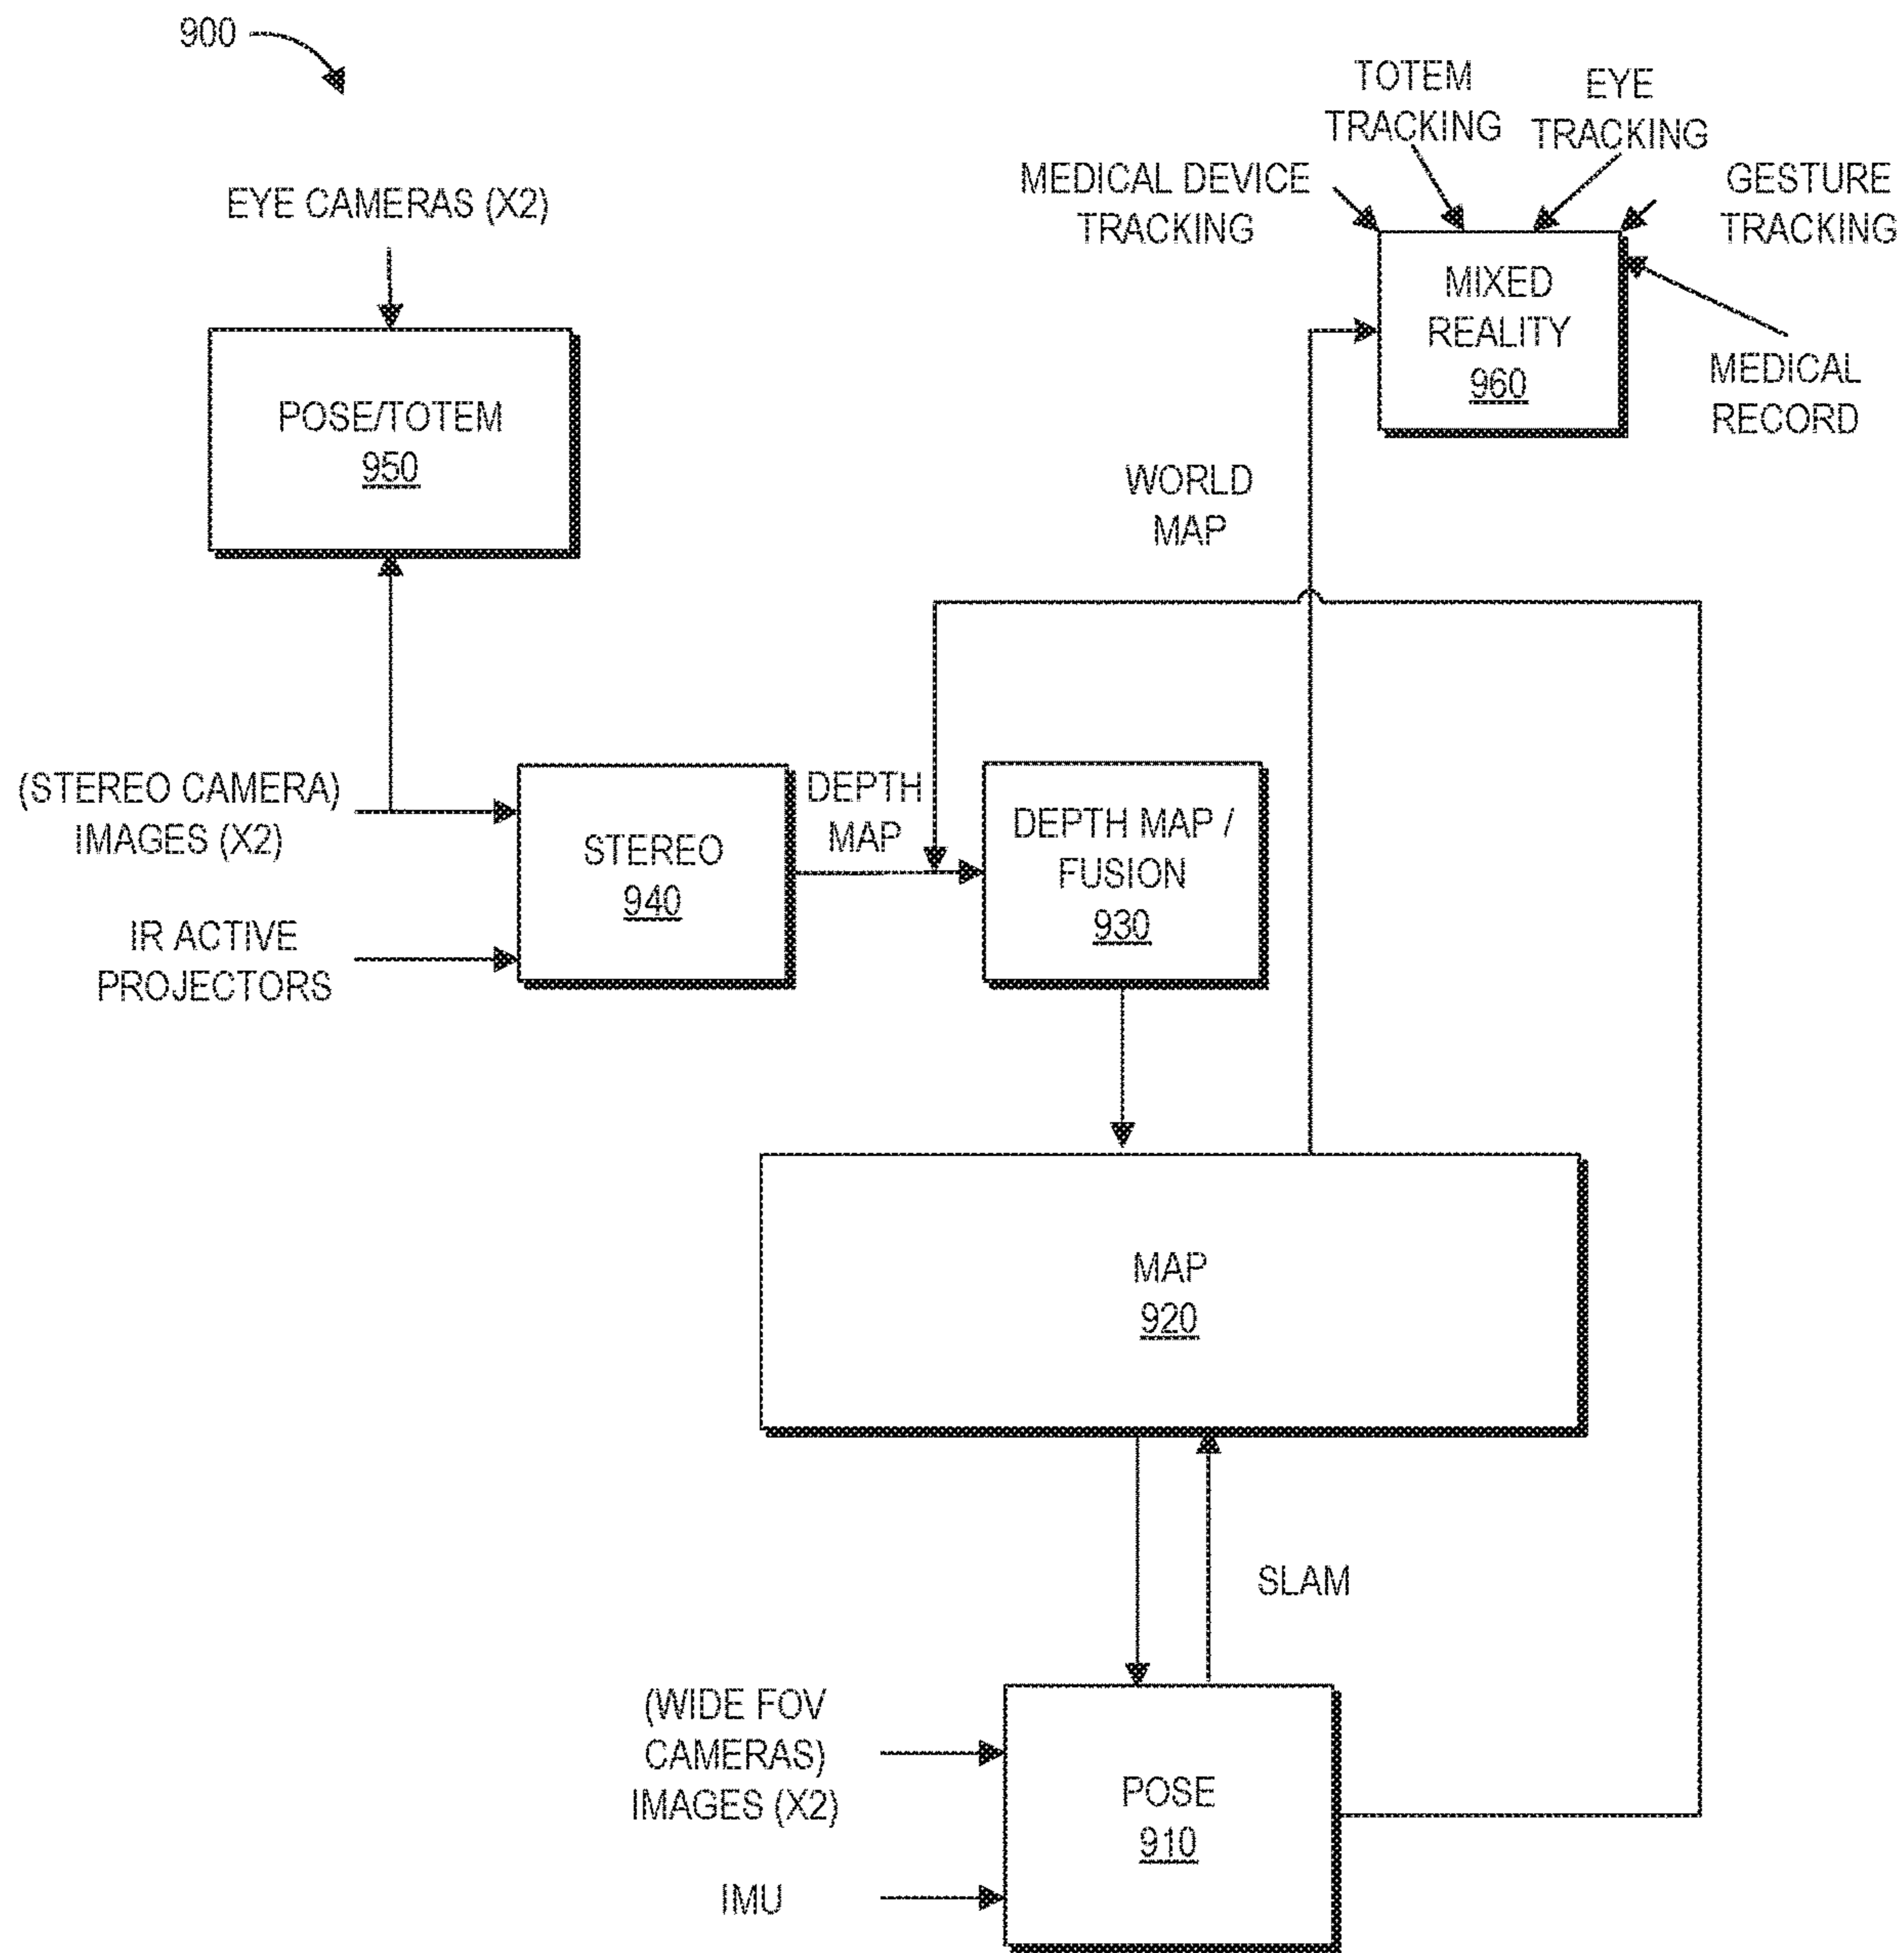 900
TOTEM
TRACKING
EYE
TRACKING
MEDICAL DEVICE
TRACKING
GESTURE
TRACKING
EYE CAMERAS (X2)
MIXED
REALITY
960
MEDICAL
RECORD
POSE/TOTEM
950
WORLD
MAP
(STEREO CAMERA)
IMAGES (X2)
STEREO
940
DEPTH
MAP
DEPTH MAP /
FUSION
930
IR ACTIVE
PROJECTORS
MAP
920
SLAM
(WIDE FOV
CAMERAS)
IMAGES (X2)
POSE
910
IMU